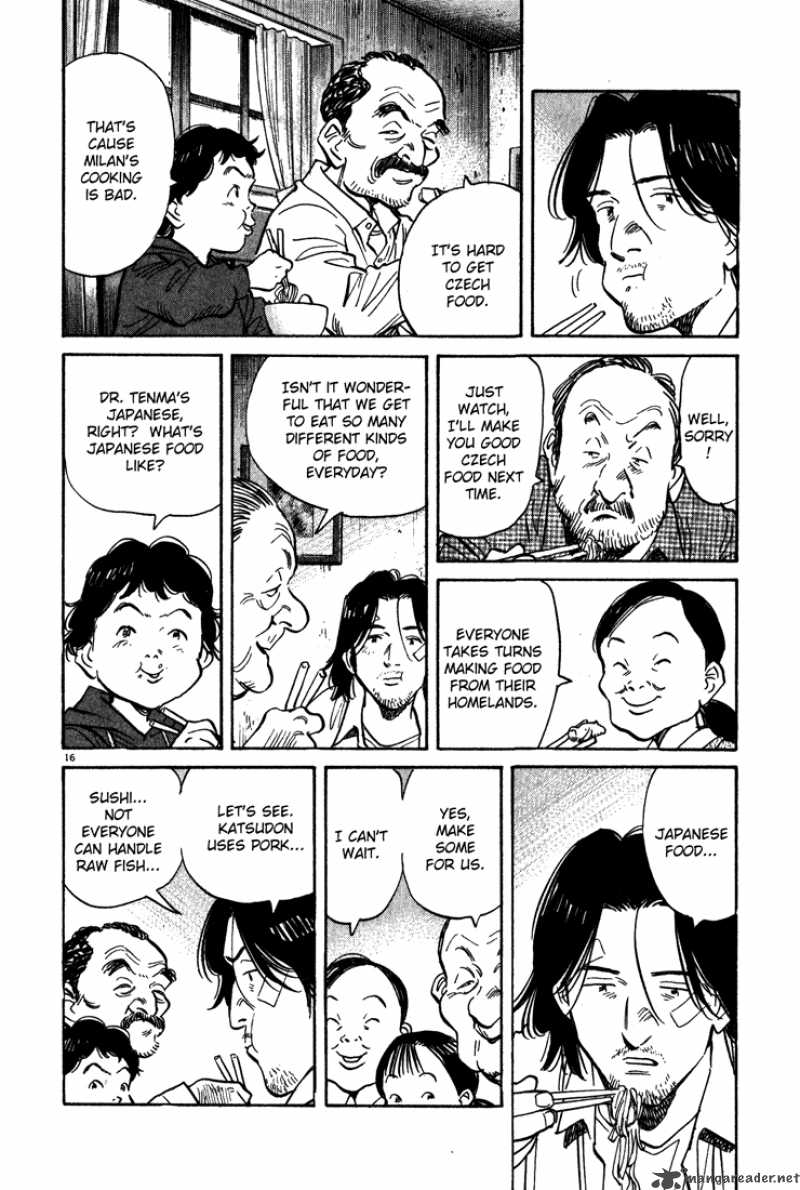 IT'S HARD
TO GET
CZECH
FOOD.
THAT'S
CAUSE
MILAN'S
COOKING
IS BAD.
WELL,
SORRY
!
JUST
WATCH,
I'LL MAKE
YOU GOOD
CZECH
FOOD NEXT
TIME.
EVERYONE
TAKES TURNS
MAKING FOOD
FROM THEIR
HOMELANDS.
ISN'T IT WONDER-
FUL THAT WE GET
TO EAT SO MANY
DIFFERENT KINDS
OF FOOD,
EVERYDAY?
DR. TENMA'S
JAPANESE,
RIGHT? WHAT'S
JAPANESE FOOD
LIKE?
16
JAPANESE
FOOD...
YES,
MAKE
SOME
FOR US.
I CAN'T
WAIT.
LET'S SEE.
KATSUDON
USES PORK...
SUSHI...
NOT
EVERYONE
CAN HANDLE
RAW FISH...
mangareader.net